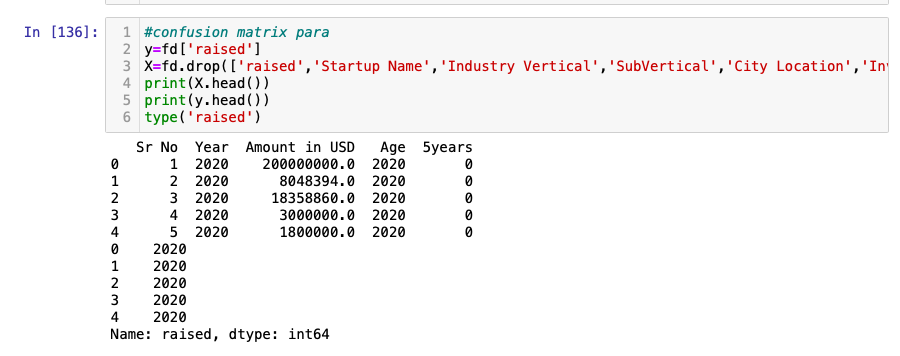 In [136]:
1 #confusion matrix para
2 y=fd['raised']
3 X=fd.drop(['raised','Startup Name','Industry Vertical','SubVertical','City Location','In
4 print(X.head())
5 print(y.head())
6 type('raised')
Sr No Year Amount in USD Age 5years
0 1 2020 200000000.0 2020 0
1 2 2020 8048394.0 2020 0
2 3 2020 18358860.0 2020 0
3 4 2020 3000000.0 2020 0
4 5 2020 1800000.0 2020 0
0 2020
1 2020
2 2020
3 2020
4 2020
Name: raised, dtype: int64